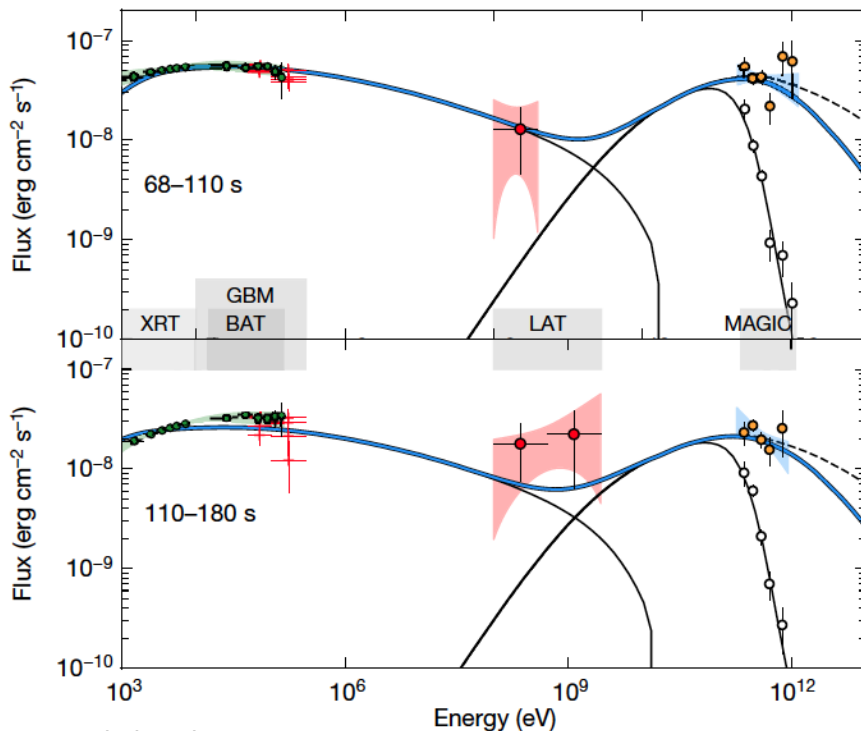 10⁻⁷
10⁻⁸
10⁻⁹
10⁻¹⁰
Flux (erg cm⁻² s⁻¹)
68–110 s
GBM
XRT BAT LAT MAGIC
10⁻⁷
10⁻⁸
10⁻⁹
10⁻¹⁰
Flux (erg cm⁻² s⁻¹)
110–180 s
10³ 10⁶ 10⁹ 10¹²
Energy (eV)